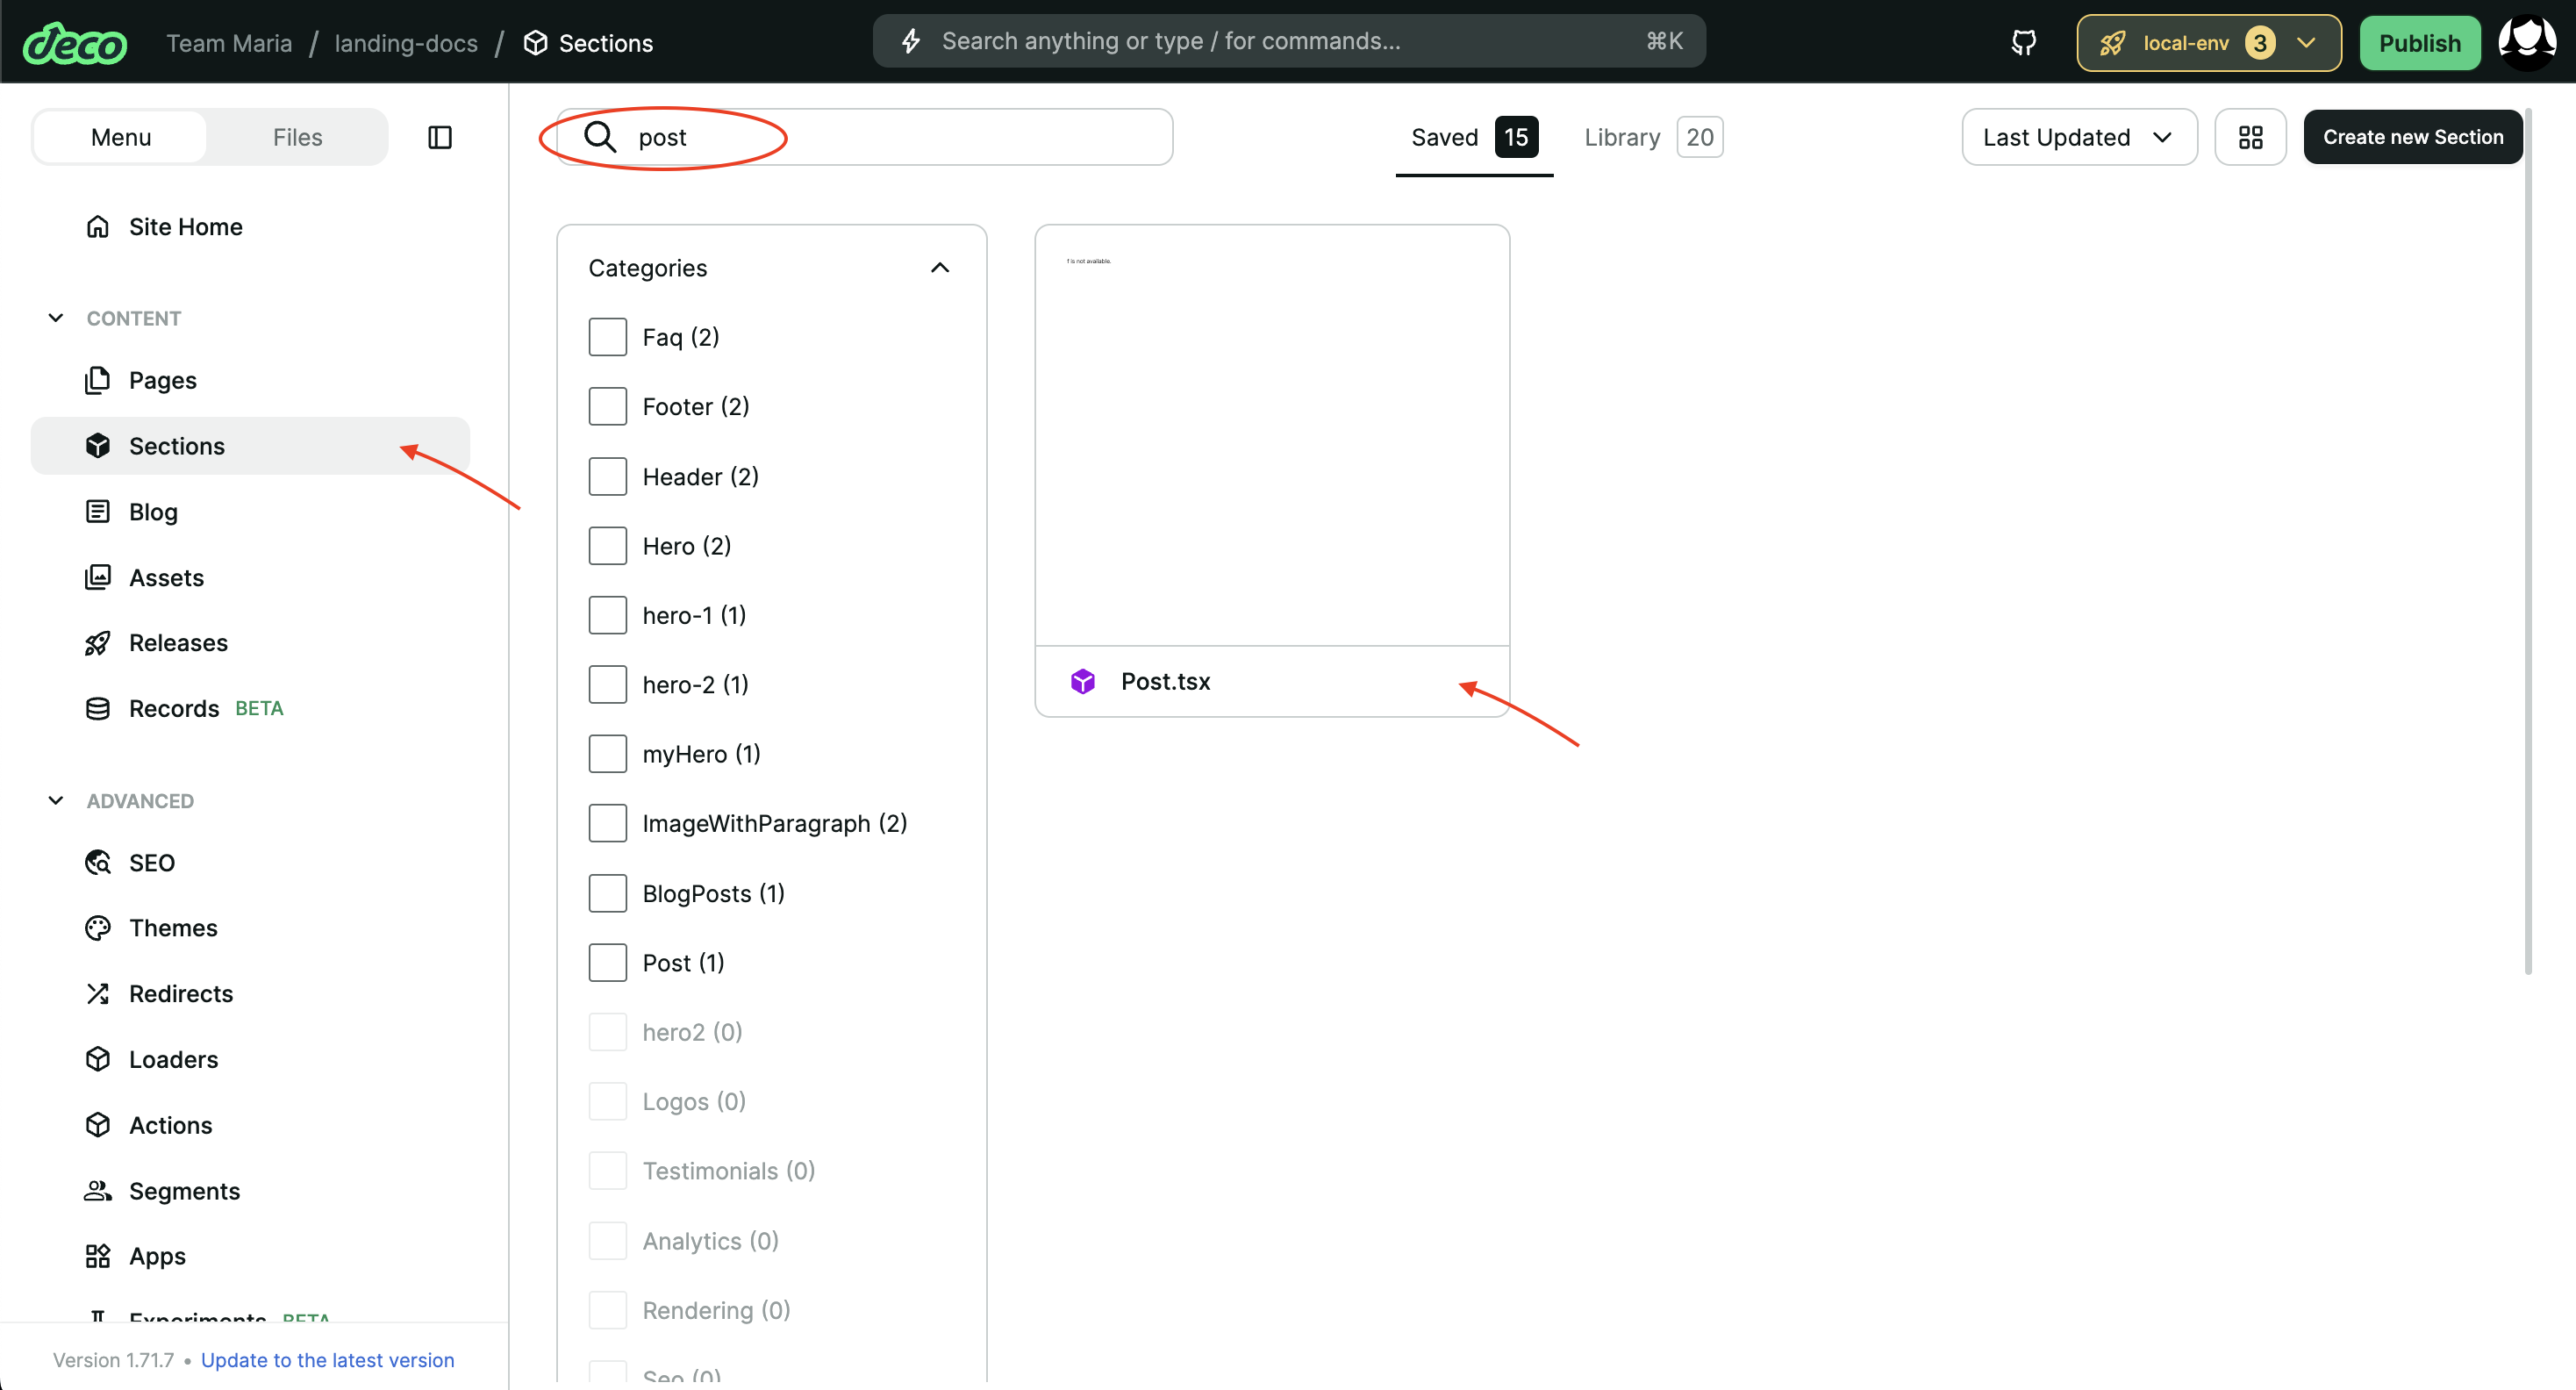 deco Team Maria / landing-docs / Sections
Search anything or type / for commands... ⌘K
local-env 3
Publish
Menu Files
post
Saved 15 Library 20
Last Updated
Create new Section
Site Home
CONTENT
Pages
Sections
Blog
Assets
Releases
Records BETA
ADVANCED
SEO
Themes
Redirects
Loaders
Actions
Segments
Apps
Experiments BETA
Version 1.71.7 • Update to the latest version
Categories
Faq (2)
Footer (2)
Header (2)
Hero (2)
hero-1 (1)
hero-2 (1)
myHero (1)
ImageWithParagraph (2)
BlogPosts (1)
Post (1)
hero2 (0)
Logos (0)
Testimonials (0)
Analytics (0)
Rendering (0)
Seo (0)
f is not available.
Post.tsx